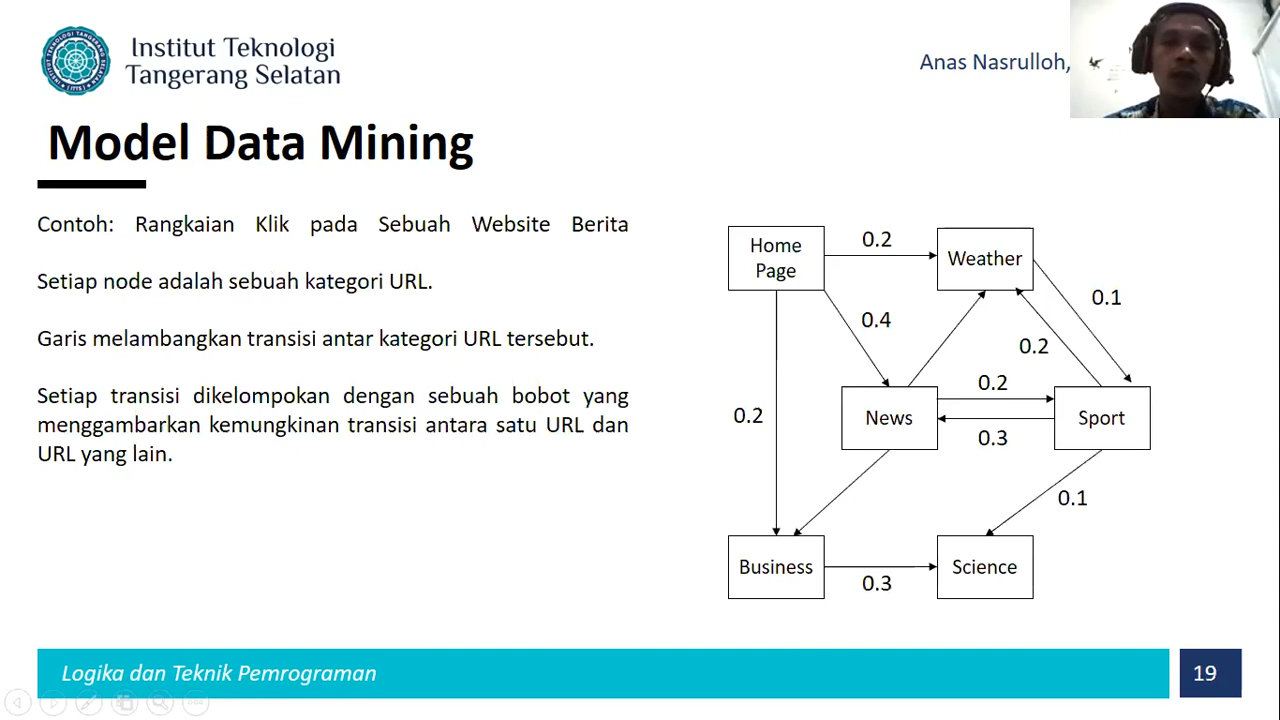 Institut Teknologi
Tangerang Selatan
Anas Nasrulloh,
Model Data Mining
Contoh: Rangkaian Klik pada Sebuah Website Berita
Setiap node adalah sebuah kategori URL.
Garis melambangkan transisi antar kategori URL tersebut.
Setiap transisi dikelompokan dengan sebuah bobot yang
menggambarkan kemungkinan transisi antara satu URL dan
URL yang lain.
Home
Page
0.2
Weather
0.4
0.1
0.2
0.2
0.2
News
Sport
0.3
0.1
Business
0.3
Science
Logika dan Teknik Pemrograman
19